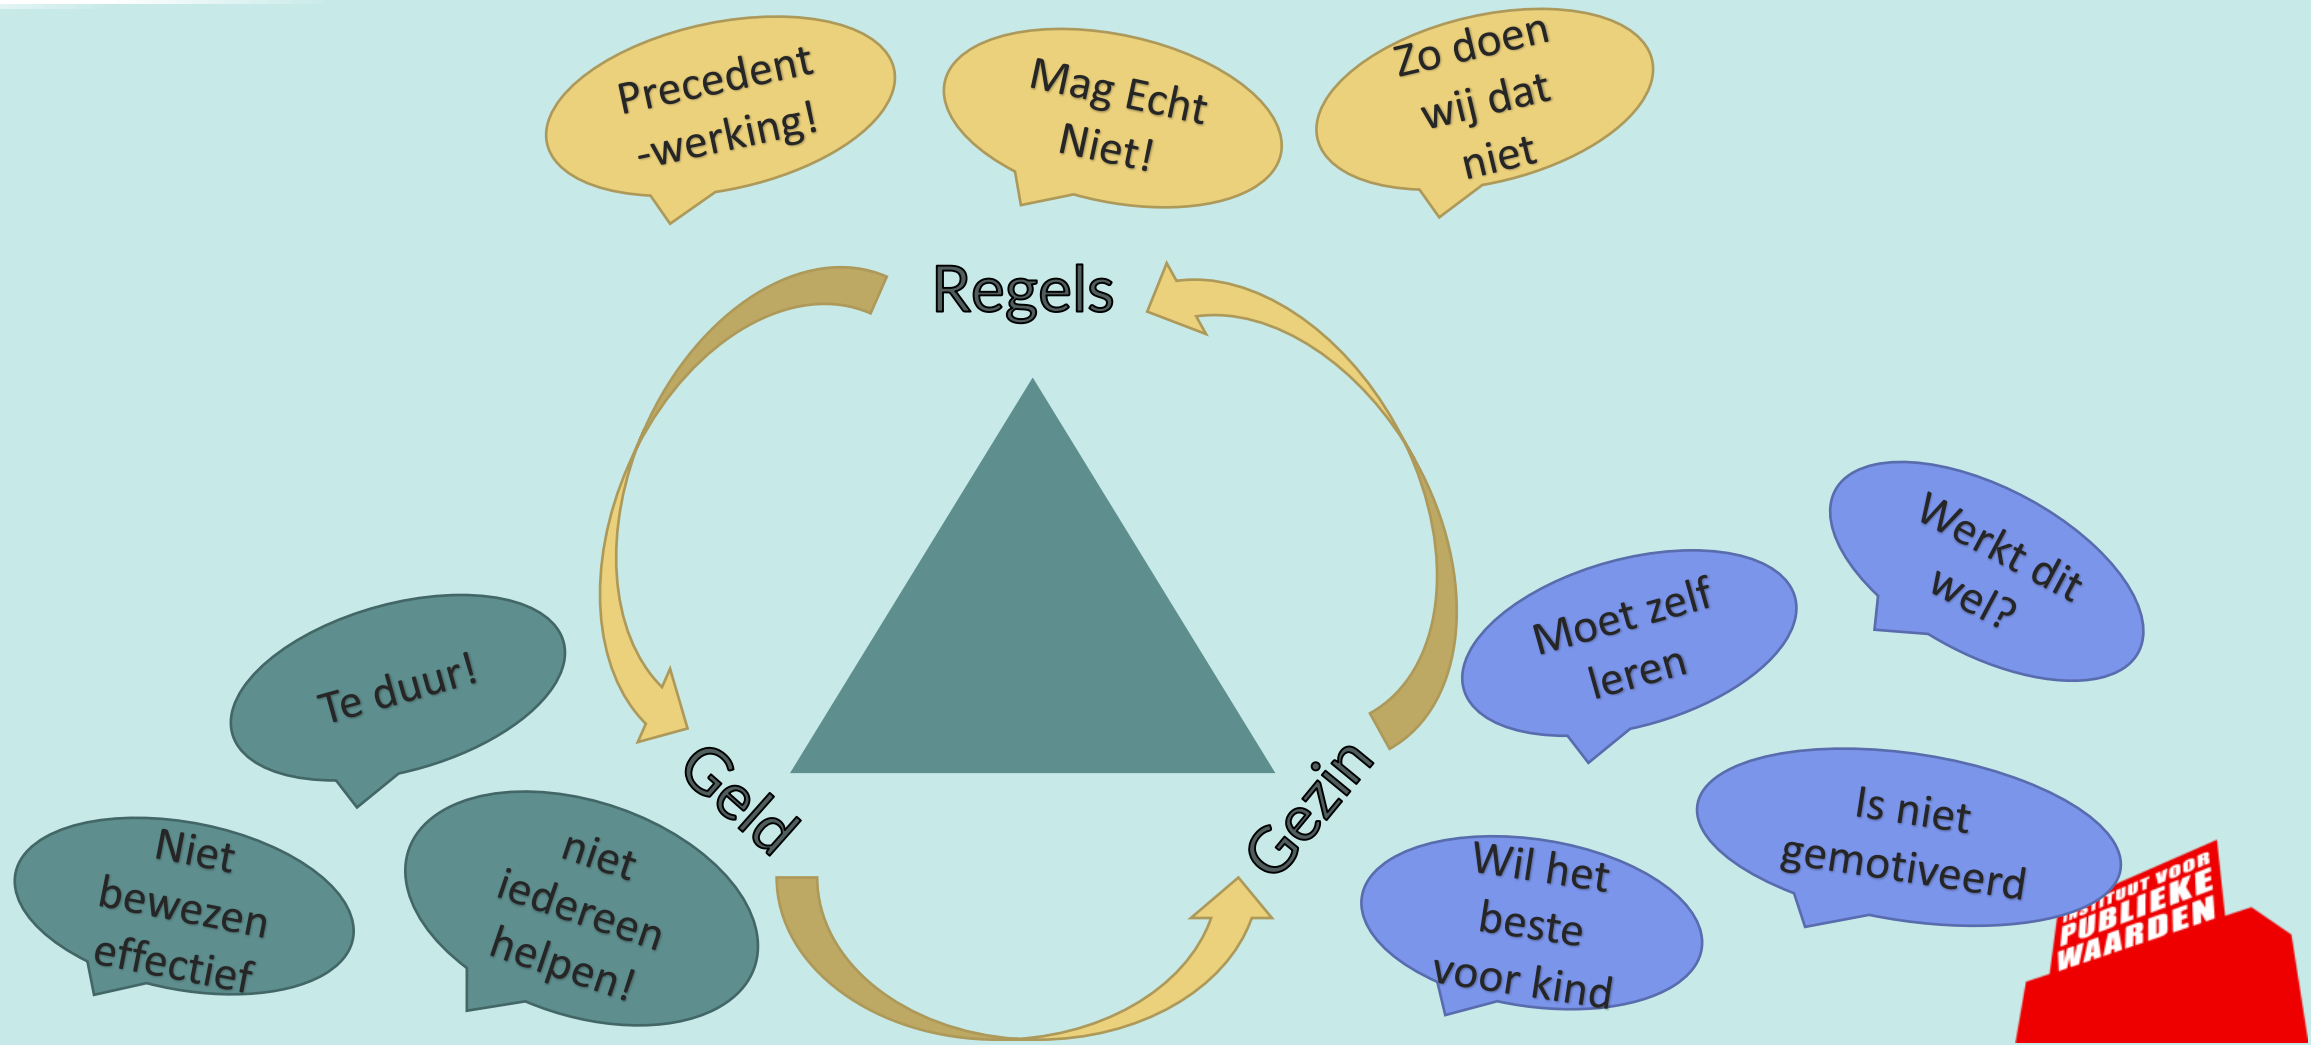 Precedent
-werking!
Mag Echt
Niet!
Zo doen
wij dat
niet
Regels
Werkt dit
wel?
Moet zelf
leren
Te duur!
Geld
Gezin
Is niet
gemotiveerd
Niet
bewezen
effectief
niet
iedereen
helpen!
Wil het
beste
voor kind
INSTITUUT VOOR
PUBLIEKE
WAARDEN